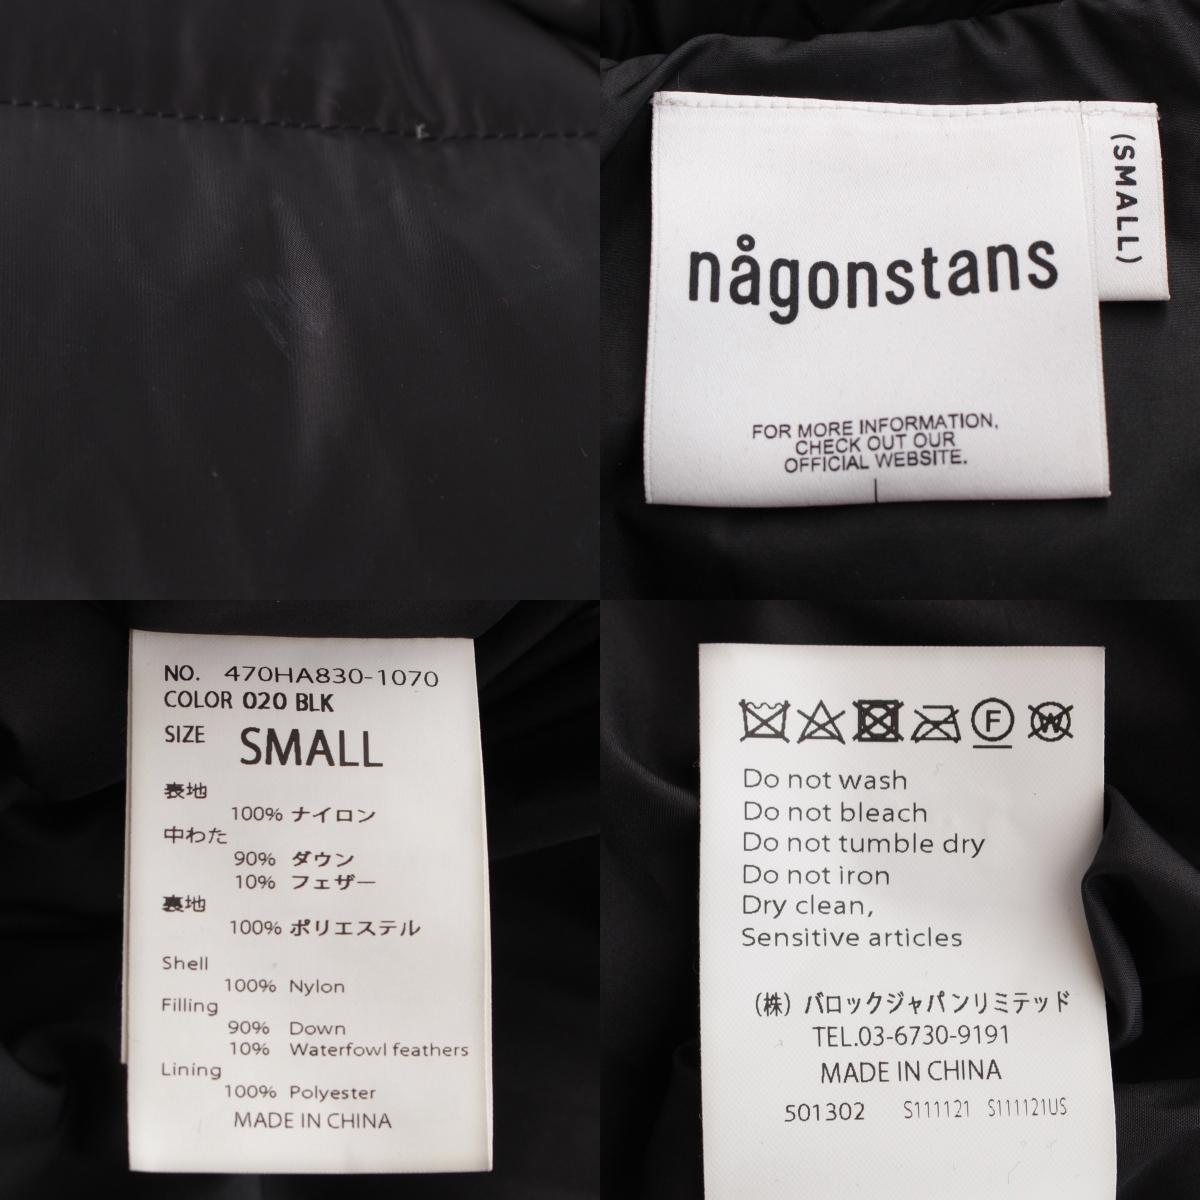 någonstans
(SMALL)
FOR MORE INFORMATION,
CHECK OUT OUR
OFFICIAL WEBSITE.
NO. 470HA830-1070
COLOR 020 BLK
SIZE SMALL
表地
100% ナイロン
中わた
90% ダウン
10% フェザー
裏地
100% ポリエステル
Shell
100% Nylon
Filling
90% Down
10% Waterfowl feathers
Lining
100% Polyester
MADE IN CHINA
F W
Do not wash
Do not bleach
Do not tumble dry
Do not iron
Dry clean,
Sensitive articles
(株) バロックジャパンリミテッド
TEL.03-6730-9191
MADE IN CHINA
501302 S111121 S111121US